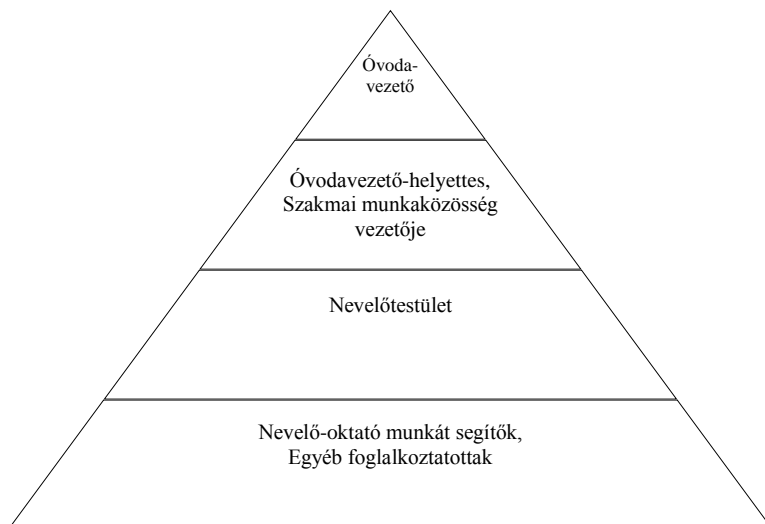 Óvoda-
vezető
Óvodavezető-helyettes,
Szakmai munkaközösség
vezetője
Nevelőtestület
Nevelő-oktató munkát segítők,
Egyéb foglalkoztatottak